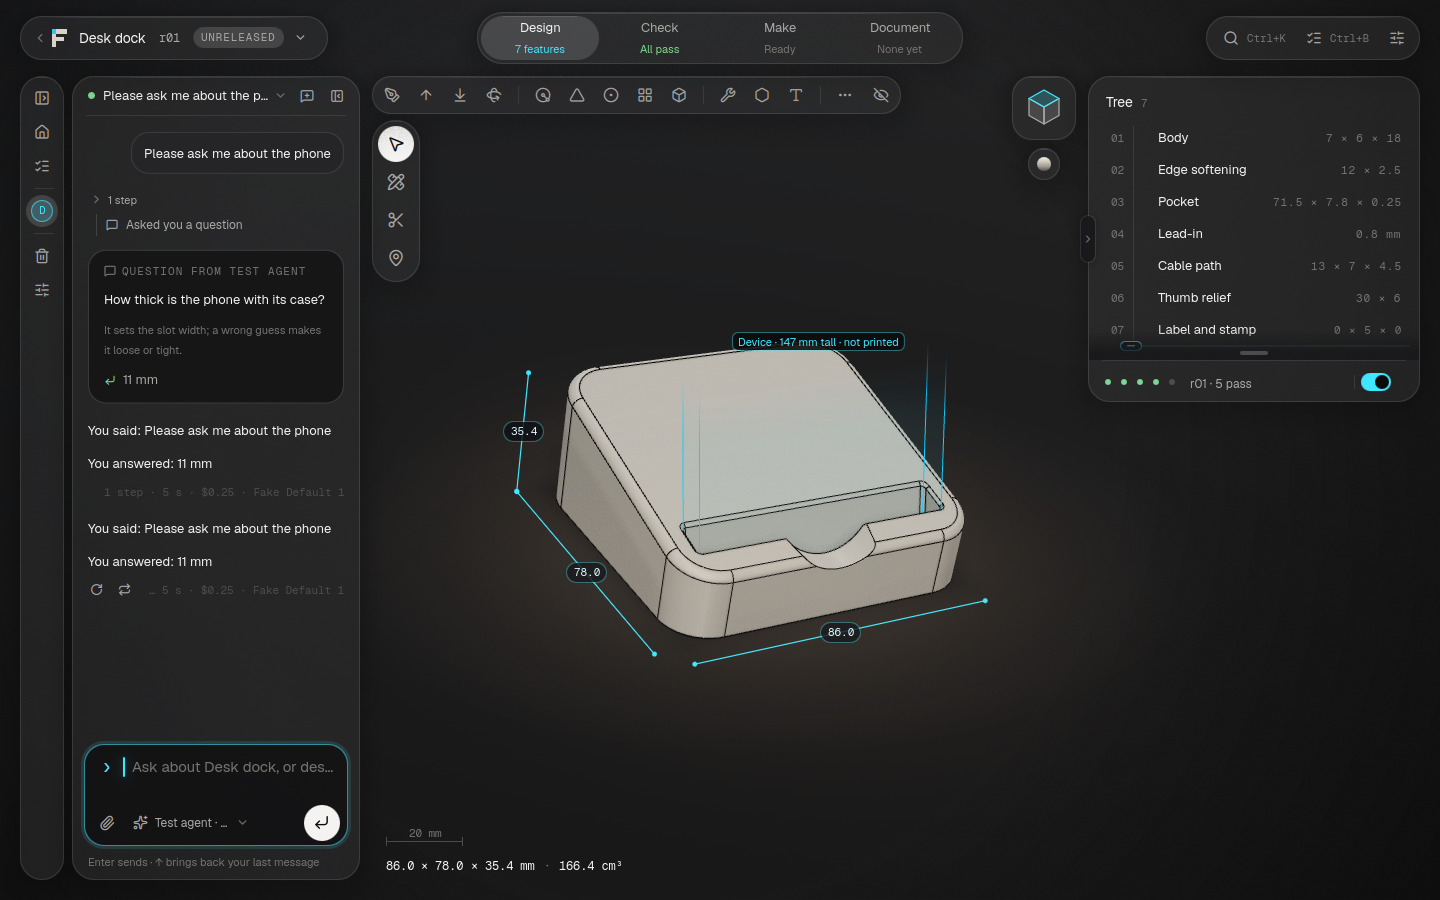 Desk dock r01 UNRELEASED
Design
7 features
Check
All pass
Make
Ready
Document
None yet
Ctrl+K Ctrl+B
Please ask me about the p…
Please ask me about the phone
1 step
Asked you a question
QUESTION FROM TEST AGENT
How thick is the phone with its case?
It sets the slot width; a wrong guess makes
it loose or tight.
11 mm
You said: Please ask me about the phone
You answered: 11 mm
1 step · 5 s · $0.25 · Fake Default 1
You said: Please ask me about the phone
You answered: 11 mm
… 5 s · $0.25 · Fake Default 1
Ask about Desk dock, or des…
Test agent · …
Enter sends · ↑ brings back your last message
D
Device · 147 mm tall · not printed
35.4
78.0
86.0
20 mm
86.0 × 78.0 × 35.4 mm · 166.4 cm³
Tree 7
01 Body 7 × 6 × 18
02 Edge softening 12 × 2.5
03 Pocket 71.5 × 7.8 × 0.25
04 Lead-in 0.8 mm
05 Cable path 13 × 7 × 4.5
06 Thumb relief 30 × 6
07 Label and stamp 0 × 5 × 0
r01 · 5 pass